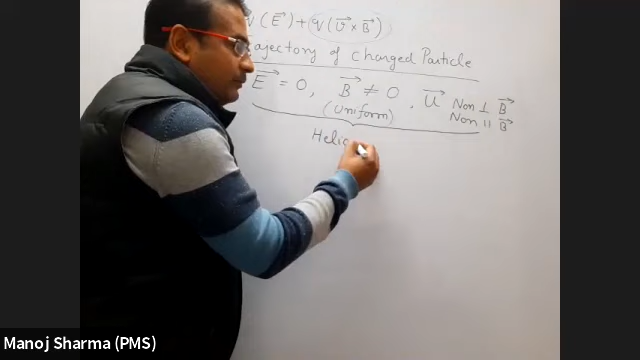 q(E⃗) + q(v⃗ × B⃗)
ajectory of Charged Particle
E⃗ = 0, B⃗ ≠ 0, u⃗ Non ⊥ B⃗
(Uniform) Non || B⃗
Helic
Manoj Sharma (PMS)